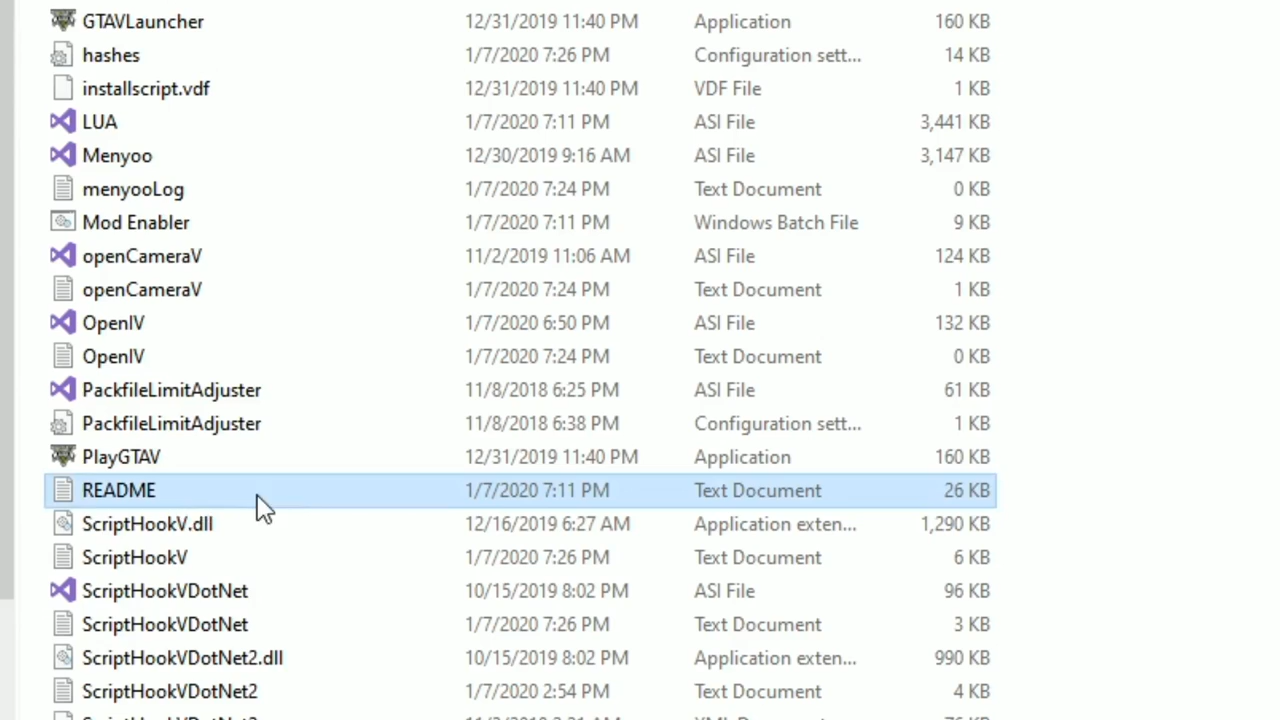 GTAVLauncher 12/31/2019 11:40 PM Application 160 KB
hashes 1/7/2020 7:26 PM Configuration sett... 14 KB
installscript.vdf 12/31/2019 11:40 PM VDF File 1 KB
LUA 1/7/2020 7:11 PM ASI File 3,441 KB
Menyoo 12/30/2019 9:16 AM ASI File 3,147 KB
menyooLog 1/7/2020 7:24 PM Text Document 0 KB
Mod Enabler 1/7/2020 7:11 PM Windows Batch File 9 KB
openCameraV 11/2/2019 11:06 AM ASI File 124 KB
openCameraV 1/7/2020 7:24 PM Text Document 1 KB
OpenIV 1/7/2020 6:50 PM ASI File 132 KB
OpenIV 1/7/2020 7:24 PM Text Document 0 KB
PackfileLimitAdjuster 11/8/2018 6:25 PM ASI File 61 KB
PackfileLimitAdjuster 11/8/2018 6:38 PM Configuration sett... 1 KB
PlayGTAV 12/31/2019 11:40 PM Application 160 KB
README 1/7/2020 7:11 PM Text Document 26 KB
ScriptHookV.dll 12/16/2019 6:27 AM Application exten... 1,290 KB
ScriptHookV 1/7/2020 7:26 PM Text Document 6 KB
ScriptHookVDotNet 10/15/2019 8:02 PM ASI File 96 KB
ScriptHookVDotNet 1/7/2020 7:26 PM Text Document 3 KB
ScriptHookVDotNet2.dll 10/15/2019 8:02 PM Application exten... 990 KB
ScriptHookVDotNet2 1/7/2020 2:54 PM Text Document 4 KB